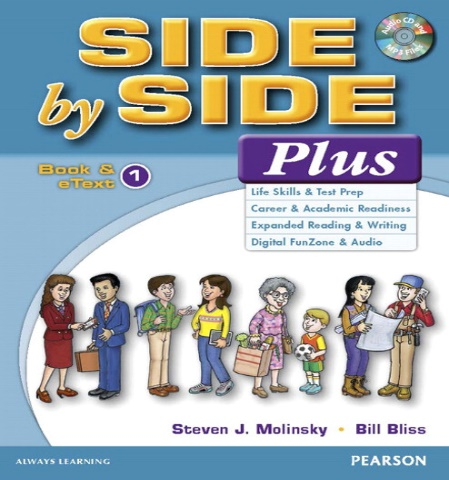 SIDE
by SIDE
Audio CD and
MP3 Files
Plus
Book &
eText 1
Life Skills & Test Prep
Career & Academic Readiness
Expanded Reading & Writing
Digital FunZone & Audio
Steven J. Molinsky • Bill Bliss
ALWAYS LEARNING
PEARSON